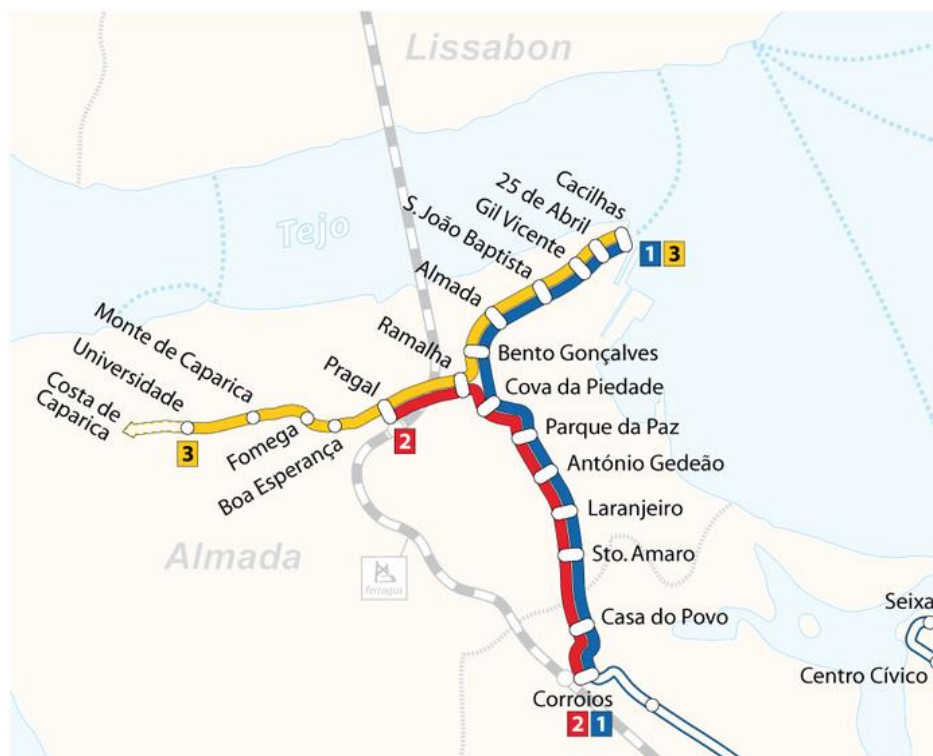 Lissabon
Tejo
Cacilhas
25 de Abril
Gil Vicente
S. João Baptista
Almada
Ramalha
Pragal
1 3
Bento Gonçalves
Cova da Piedade
Parque da Paz
António Gedeão
Laranjeiro
Sto. Amaro
Casa do Povo
Corroios
2 1
Monte de Caparica
Universidade
Costa de
Caparica
3
Fomega
Boa Esperança
2
Almada
fertagus
Seixa
Centro Cívico